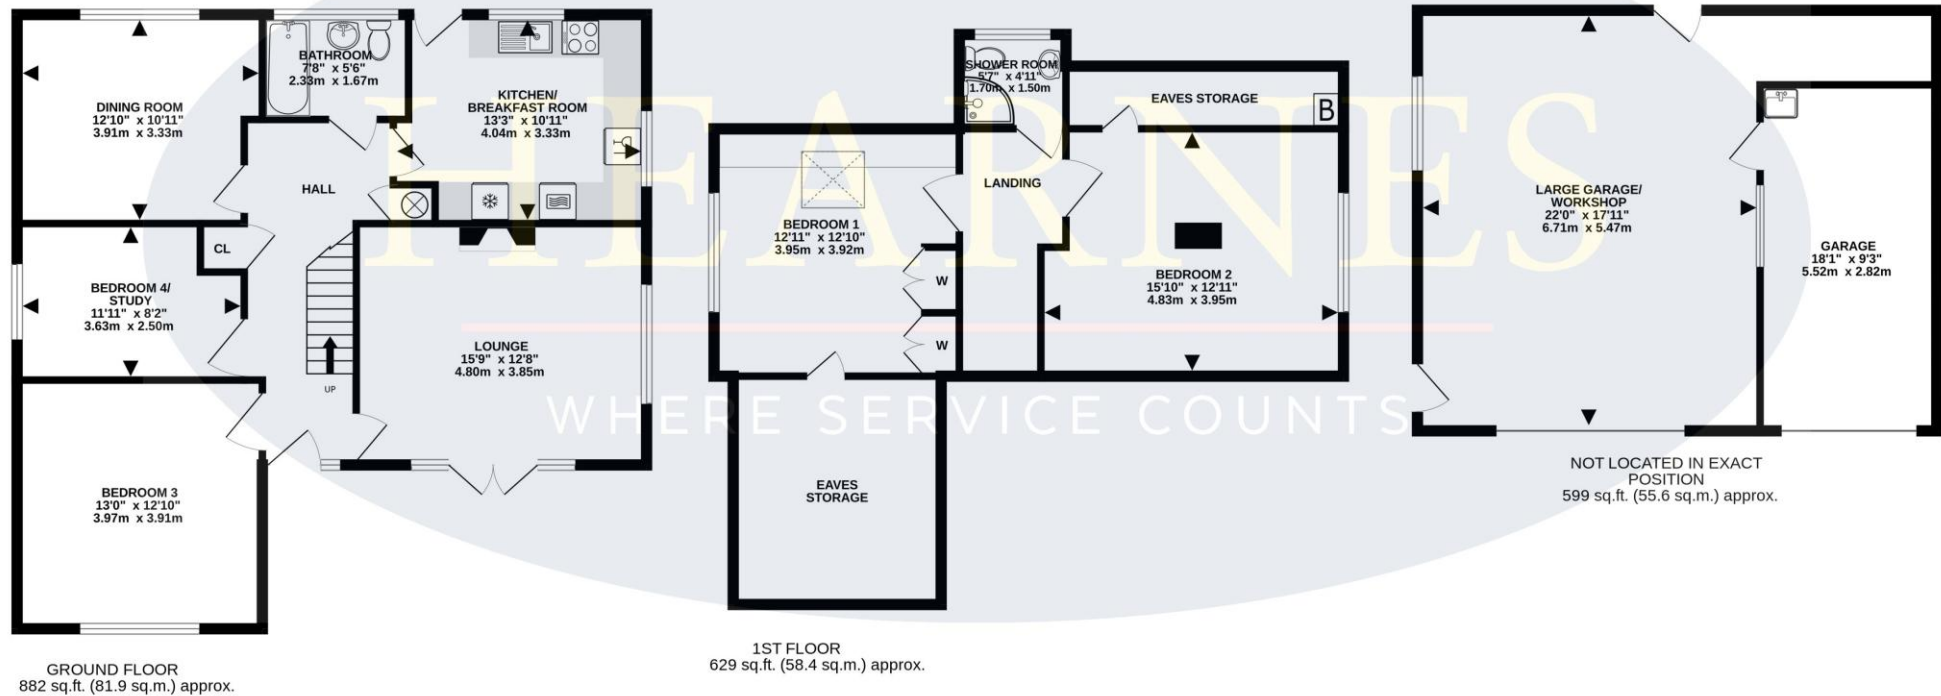 DINING ROOM
12'10" x 10'11"
3.91m x 3.33m
BATHROOM
7'8" x 5'6"
2.33m x 1.67m
KITCHEN/
BREAKFAST ROOM
13'3" x 10'11"
4.04m x 3.33m
HALL
CL
BEDROOM 4/
STUDY
11'11" x 8'2"
3.63m x 2.50m
UP
LOUNGE
15'9" x 12'8"
4.80m x 3.85m
BEDROOM 3
13'0" x 12'10"
3.97m x 3.91m
GROUND FLOOR
882 sq.ft. (81.9 sq.m.) approx.
SHOWER ROOM
5'7" x 4'11"
1.70m x 1.50m
EAVES STORAGE
B
LANDING
BEDROOM 1
12'11" x 12'10"
3.95m x 3.92m
W
W
BEDROOM 2
15'10" x 12'11"
4.83m x 3.95m
EAVES
STORAGE
1ST FLOOR
629 sq.ft. (58.4 sq.m.) approx.
LARGE GARAGE/
WORKSHOP
22'0" x 17'11"
6.71m x 5.47m
GARAGE
18'1" x 9'3"
5.52m x 2.82m
NOT LOCATED IN EXACT
POSITION
599 sq.ft. (55.6 sq.m.) approx.
HEARNES
WHERE SERVICE COUNTS